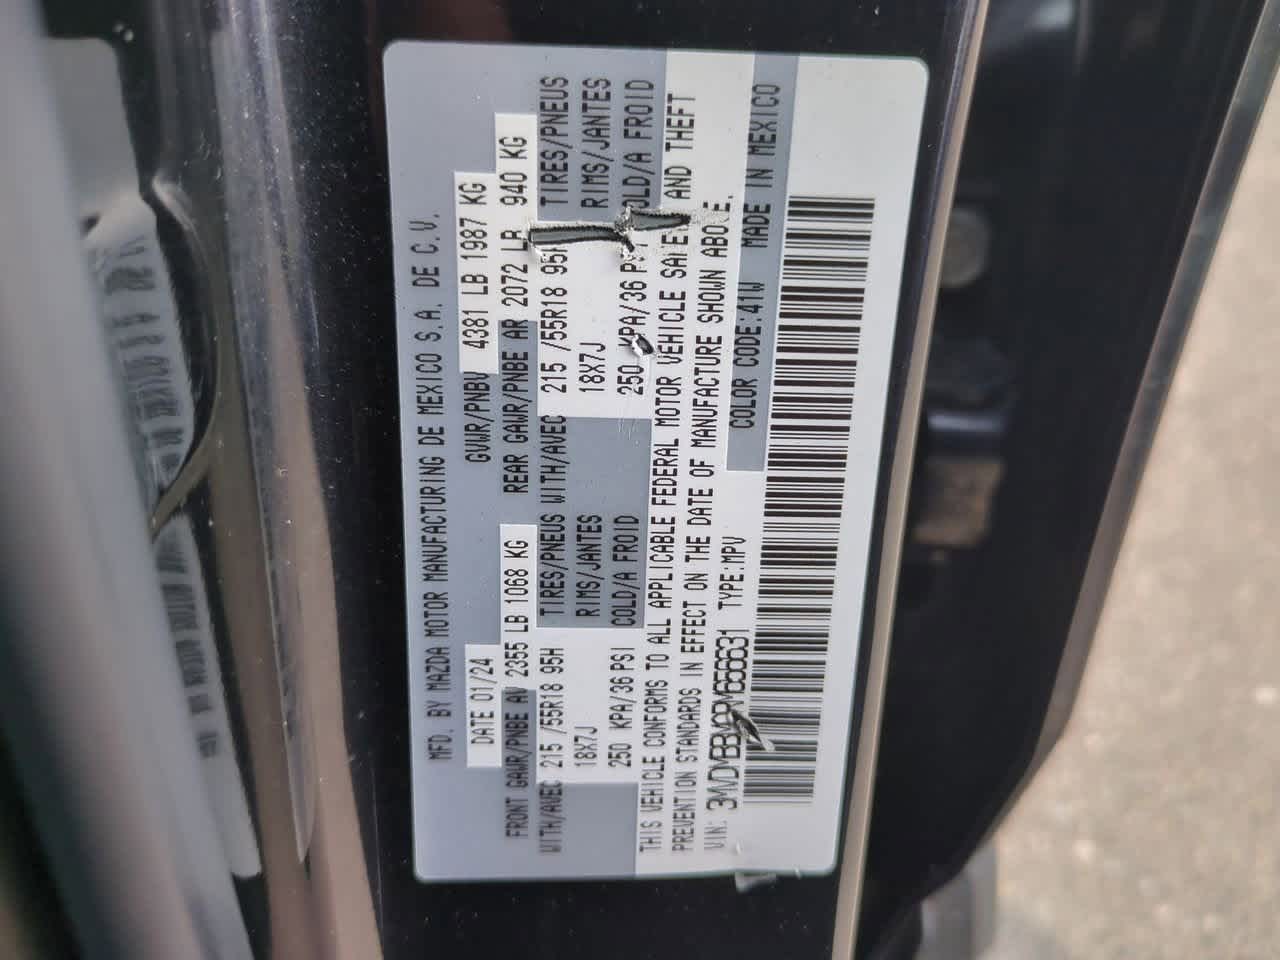 MFD. BY MAZDA MOTOR MANUFACTURING DE MEXICO S.A. DE C.V.
DATE 01/24 GVWR/PNBV 4381 LB 1987 KG
FRONT GAWR/PNBE AV 2355 LB 1068 KG REAR GAWR/PNBE AR 2072 LB 940 KG
WITH/AVEC 215 /55R18 95H TIRES/PNEUS WITH/AVEC 215 /55R18 95H TIRES/PNEUS
18X7J RIMS/JANTES 18X7J RIMS/JANTES
250 KPA/36 PSI COLD/A FROID 250 KPA/36 PSI COLD/A FROID
THIS VEHICLE CONFORMS TO ALL APPLICABLE FEDERAL MOTOR VEHICLE SAFETY AND THEFT
PREVENTION STANDARDS IN EFFECT ON THE DATE OF MANUFACTURE SHOWN ABOVE.
VIN: TYPE:MPV COLOR CODE:41W MADE IN MEXICO